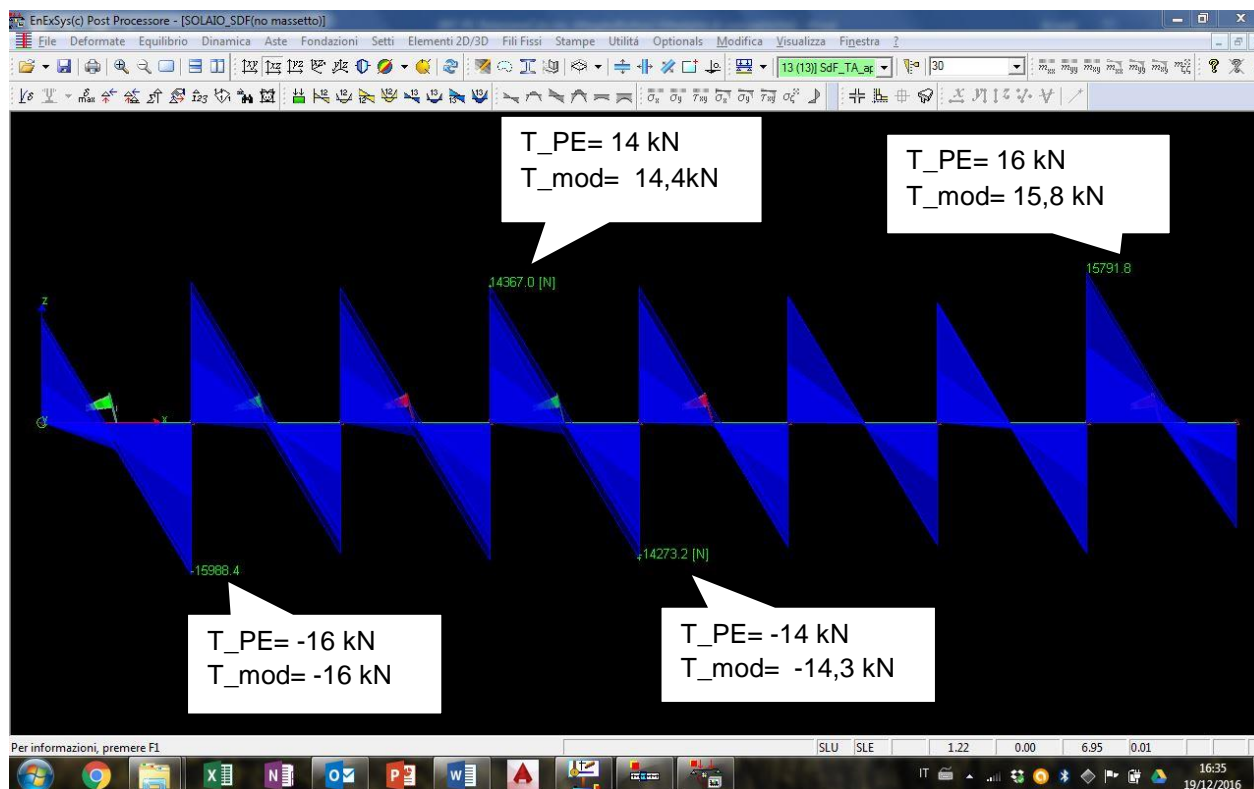 EnExSys(c) Post Processore - [SOLAIO_SDF(no massetto)]
File Deformate Equilibrio Dinamica Aste Fondazioni Setti Elementi 2D/3D Fili Fissi Stampe Utilitá Optionals Modifica Visualizza Finestra ?
13 (13)] SdF_TA_ap 30
T_PE= 14 kN
T_mod= 14,4kN
T_PE= 16 kN
T_mod= 15,8 kN
15791.8
14367.0 [N]
z
Y x
14273.2 [N]
-15988.4
T_PE= -16 kN
T_mod= -16 kN
T_PE= -14 kN
T_mod= -14,3 kN
Per informazioni, premere F1 SLU SLE 1.22 0.00 6.95 0.01
IT 16:35
19/12/2016